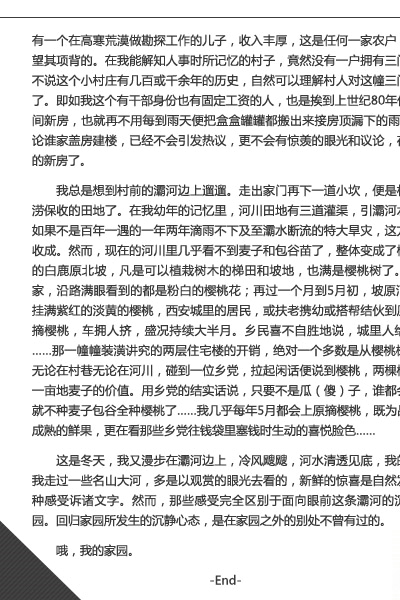 有一个在高寒荒漠做勘探工作的儿子，收入丰厚，这是任何一家农户
望其项背的。在我能解知人事时所记忆的村子，竟然没有一户拥有三间
不说这个小村庄有几百或千余年的历史，自然可以理解村人对这幢三间
了。即如我这个有干部身份也有固定工资的人，也是挨到上世纪80年代
间新房，也就再不用每到雨天便把盒盒罐罐都搬出来接房顶漏下的雨
论谁家盖房建楼，已经不会引发热议，更不会有惊羡的眼光和议论，在
的新房了。
我总是想到村前的灞河边上遛遛。走出家门再下一道小坎，便是
涝保收的田地了。在我幼年的记忆里，河川田地有三道灌渠，引灞河水
如果不是百年一遇的一年两年滴雨不下及至灞水断流的特大旱灾，这
收成。然而，现在的河川里几乎看不到麦子和包谷苗了，整体变成了
的白鹿原北坡，凡是可以植栽树木的梯田和坡地，也满是樱桃树了。
家，沿路满眼看到的都是粉白的樱桃花；再过一个月到5月初，坡原
挂满紫红的淡黄的樱桃，西安城里的居民，或扶老携幼或搭帮结伙到
摘樱桃，车拥人挤，盛况持续大半月。乡民喜不自胜地说，城里人
……那一幢幢装潢讲究的两层住宅楼的开销，绝对一个多数是从樱桃
无论在村巷无论在河川，碰到一位乡党，拉起闲话便说到樱桃，两棵
一亩地麦子的价值。用乡党的结实话说，只要不是瓜（傻）子，谁都
就不种麦子包谷全种樱桃了……我几乎每年5月都会上原摘樱桃，既为
成熟的鲜果，更在看那些乡党往钱袋里塞钱时生动的喜悦脸色……
这是冬天，我又漫步在灞河边上，冷风飕飕，河水清透见底，我的
我走过一些名山大河，多是以观赏的眼光去看的，新鲜的惊喜是自然
种感受诉诸文字。然而，那些感受完全区别于面向眼前这条灞河的沉
园。回归家园所发生的沉静心态，是在家园之外的别处不曾有过的。
哦，我的家园。
-End-